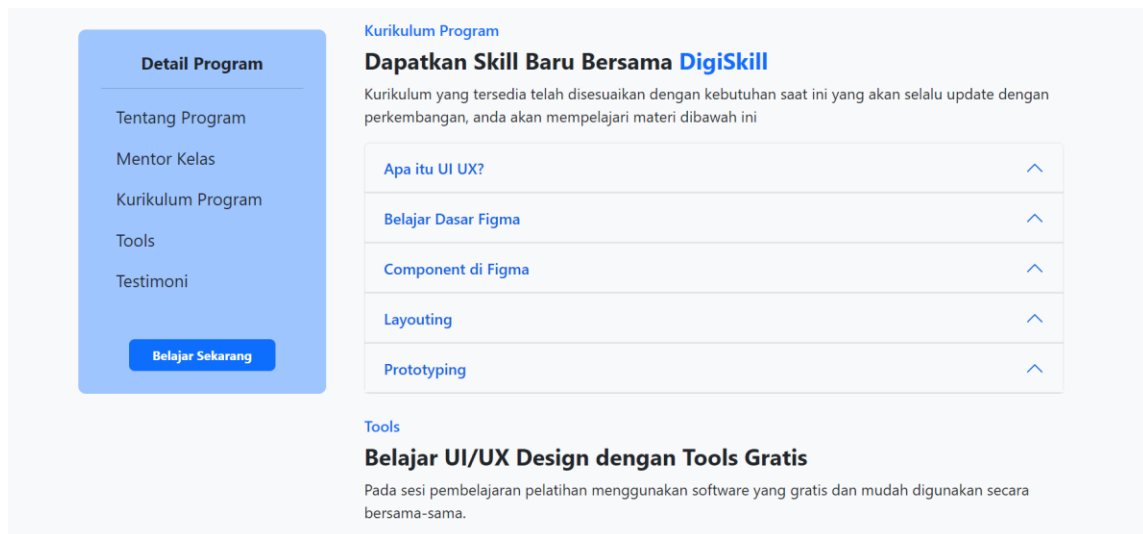 Detail Program
Tentang Program
Mentor Kelas
Kurikulum Program
Tools
Testimoni
Belajar Sekarang
Kurikulum Program
Dapatkan Skill Baru Bersama DigiSkill
Kurikulum yang tersedia telah disesuaikan dengan kebutuhan saat ini yang akan selalu update dengan
perkembangan, anda akan mempelajari materi dibawah ini
Apa itu UI UX?
Belajar Dasar Figma
Component di Figma
Layouting
Prototyping
Tools
Belajar UI/UX Design dengan Tools Gratis
Pada sesi pembelajaran pelatihan menggunakan software yang gratis dan mudah digunakan secara
bersama-sama.